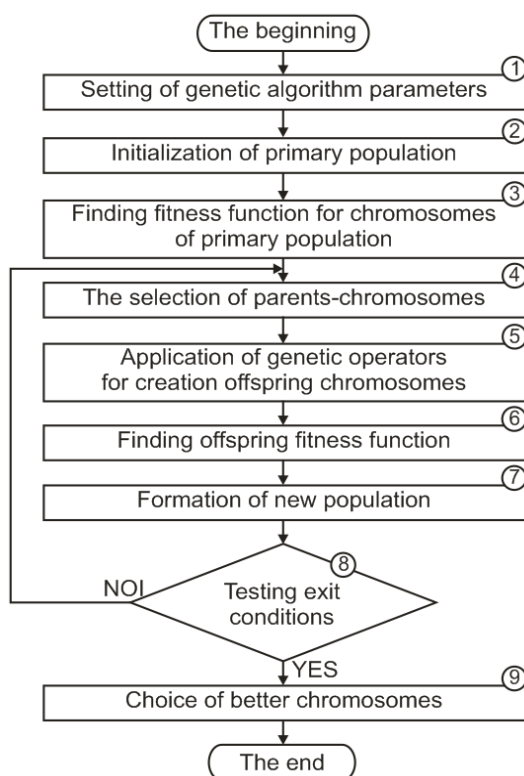 The beginning
1
Setting of genetic algorithm parameters
2
Initialization of primary population
3
Finding fitness function for chromosomes
of primary population
4
The selection of parents-chromosomes
5
Application of genetic operators
for creation offspring chromosomes
6
Finding offspring fitness function
7
Formation of new population
8
NOI
Testing exit
conditions
YES
9
Choice of better chromosomes
The end